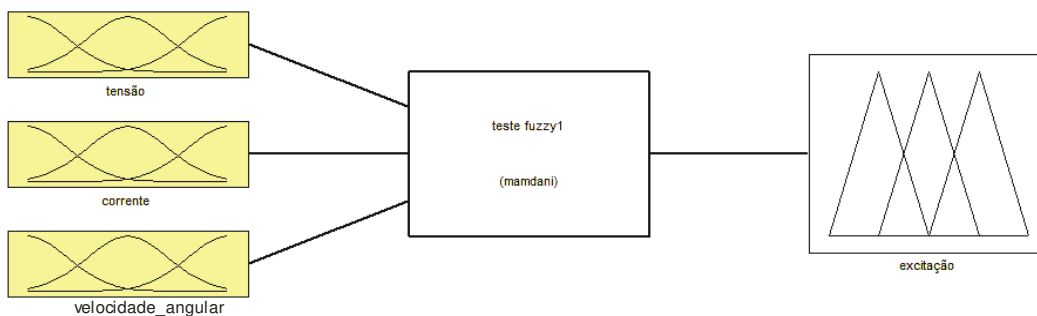 tensão
corrente
velocidade_angular
teste fuzzy1
(mamdani)
excitação